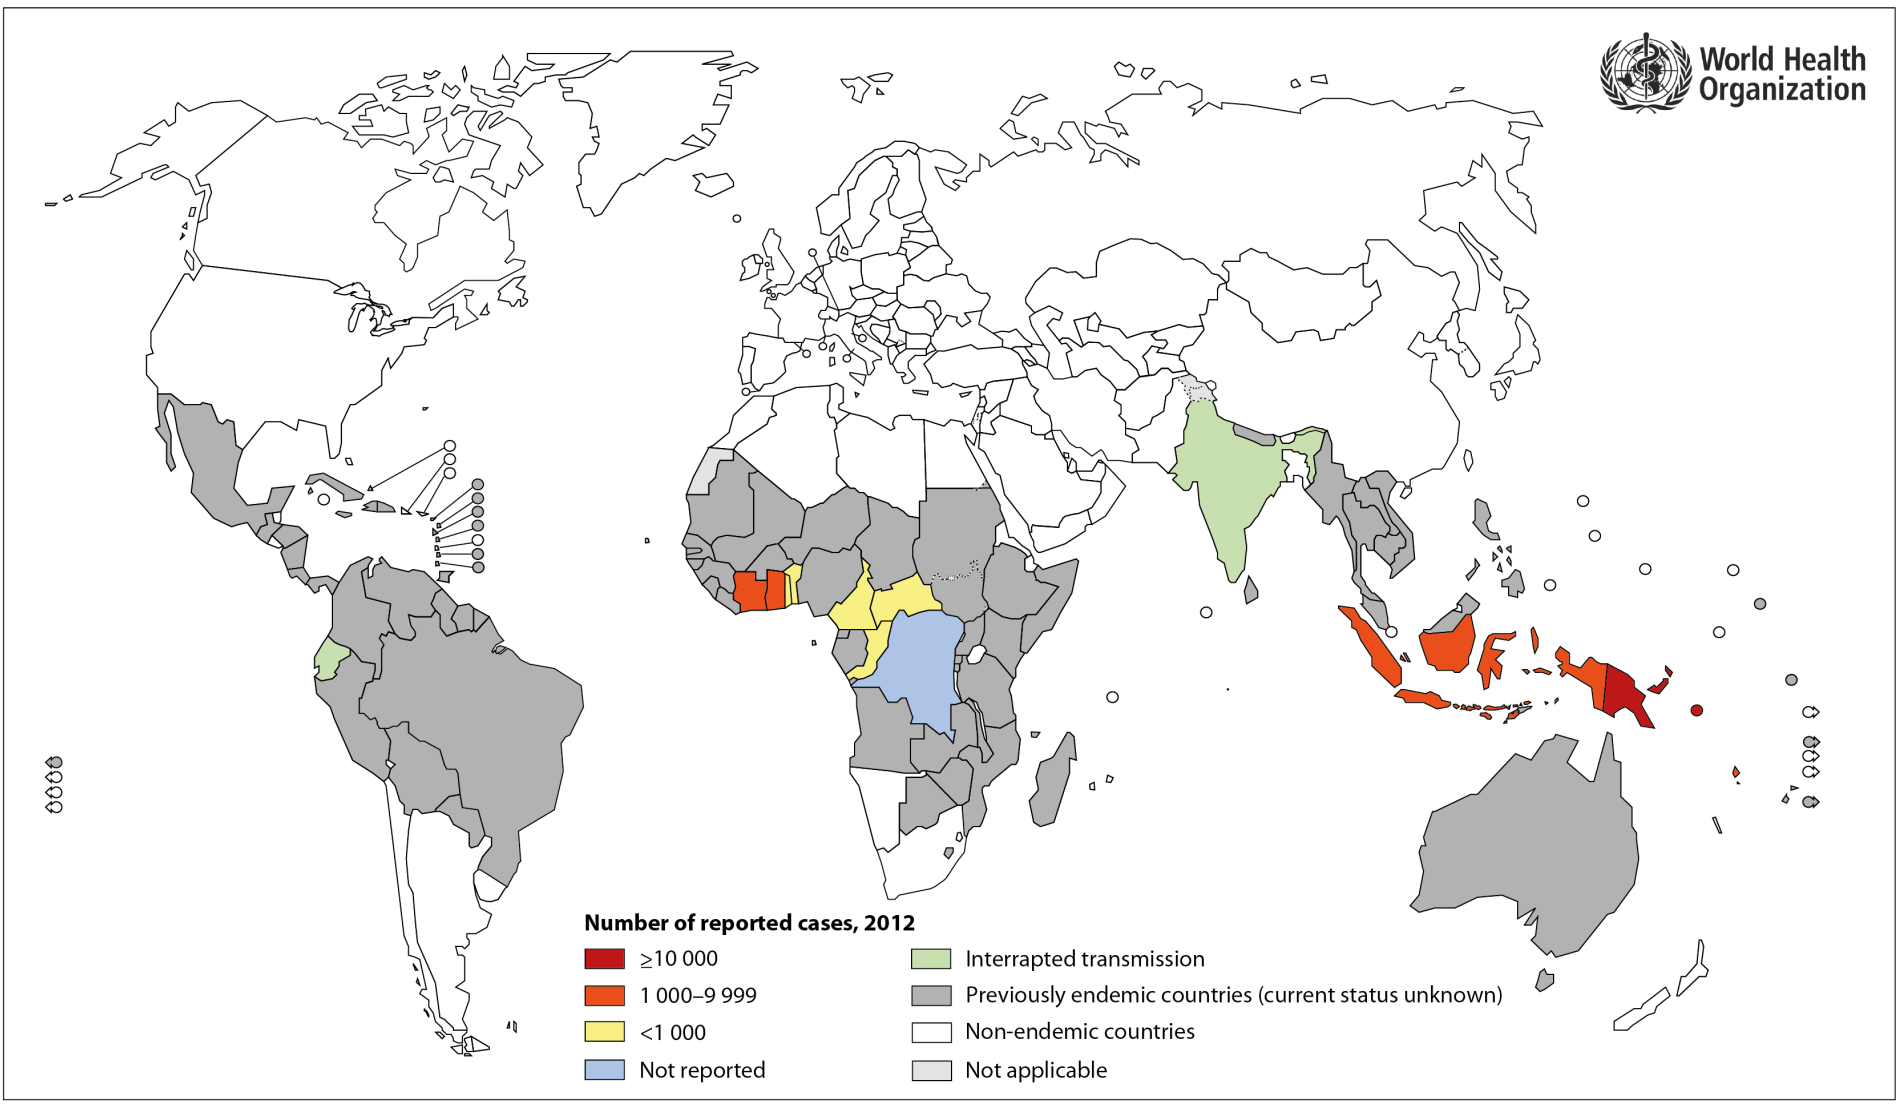 World Health
Organization
Number of reported cases, 2012
≥10 000
1 000–9 999
<1 000
Not reported
Interrapted transmission
Previously endemic countries (current status unknown)
Non-endemic countries
Not applicable